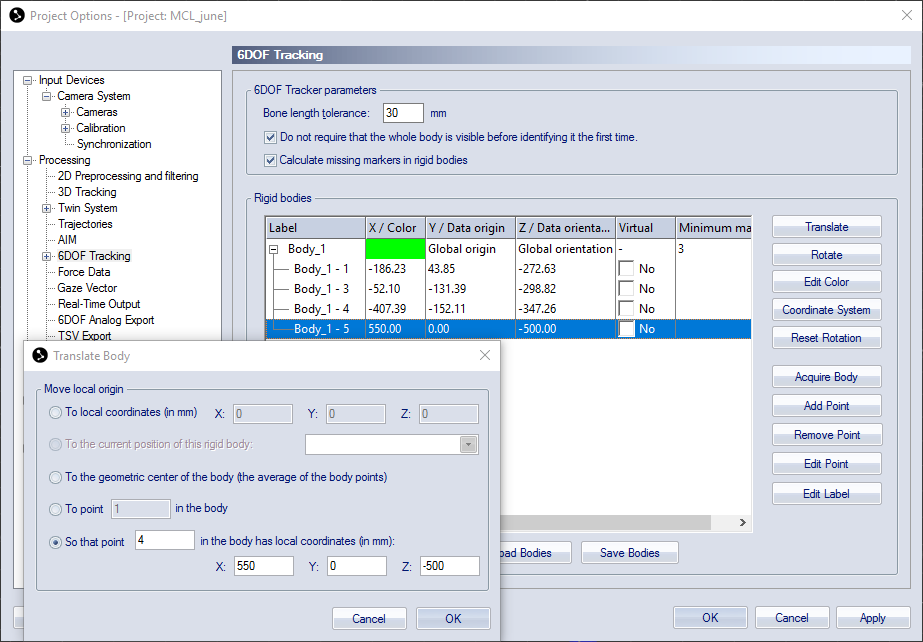 Project Options - [Project: MCL_june]
6DOF Tracking
Input Devices
Camera System
Cameras
Calibration
Synchronization
Processing
2D Preprocessing and filtering
3D Tracking
Twin System
Trajectories
AIM
6DOF Tracking
Force Data
Gaze Vector
Real-Time Output
6DOF Analog Export
TSV Export
6DOF Tracker parameters
Bone length tolerance: 30 mm
Do not require that the whole body is visible before identifying it the first time.
Calculate missing markers in rigid bodies
Rigid bodies
Label X / Color Y / Data origin Z / Data orienta... Virtual Minimum ma
Body_1 Global origin Global orientation - 3
Body_1 - 1 -186.23 43.85 -272.63 No
Body_1 - 3 -52.10 -131.39 -298.82 No
Body_1 - 4 -407.39 -152.11 -347.26 No
Body_1 - 5 550.00 0.00 -500.00 No
Translate
Rotate
Edit Color
Coordinate System
Reset Rotation
Acquire Body
Add Point
Remove Point
Edit Point
Edit Label
oad Bodies
Save Bodies
OK
Cancel
Apply
Translate Body
Move local origin
To local coordinates (in mm) X: 0 Y: 0 Z: 0
To the current position of this rigid body:
To the geometric center of the body (the average of the body points)
To point 1 in the body
So that point 4 in the body has local coordinates (in mm):
X: 550 Y: 0 Z: -500
Cancel
OK